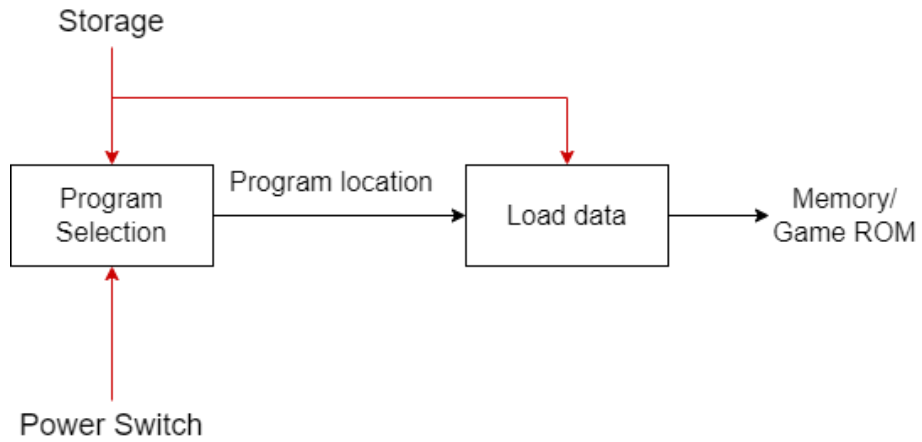 Storage
Program
Selection
Program location
Load data
Memory/
Game ROM
Power Switch